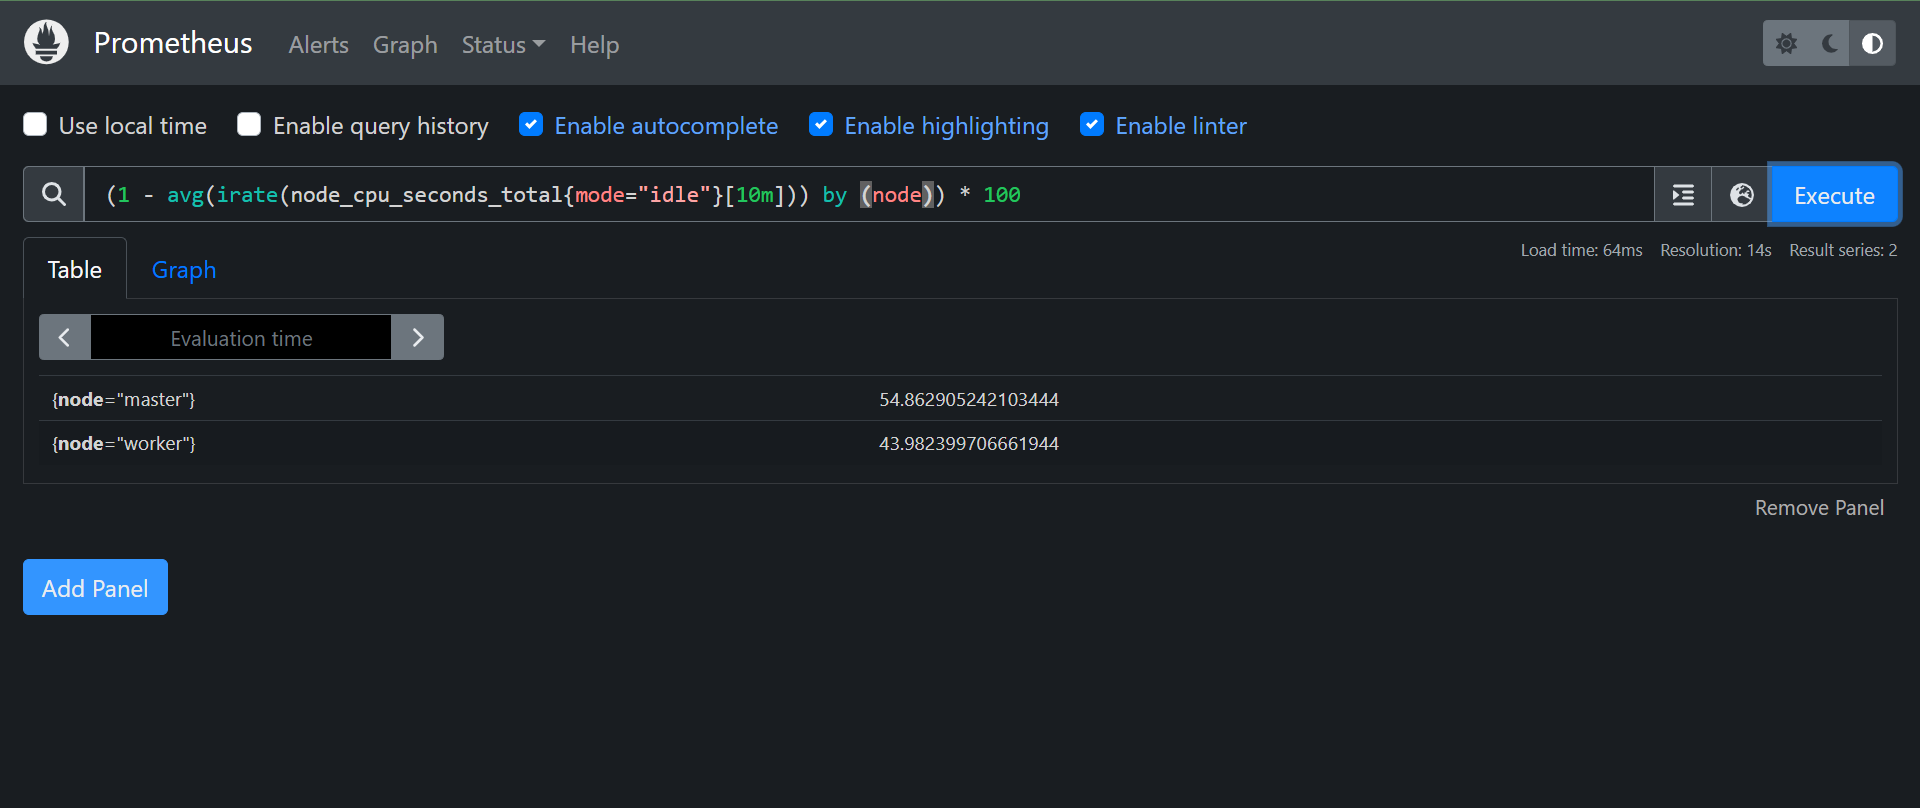 Prometheus Alerts Graph Status Help
Use local time Enable query history Enable autocomplete Enable highlighting Enable linter
(1 - avg(irate(node_cpu_seconds_total{mode="idle"}[10m])) by (node)) * 100 Execute
Load time: 64ms Resolution: 14s Result series: 2
Table Graph
Evaluation time
{node="master"} 54.862905242103444
{node="worker"} 43.982399706661944
Remove Panel
Add Panel